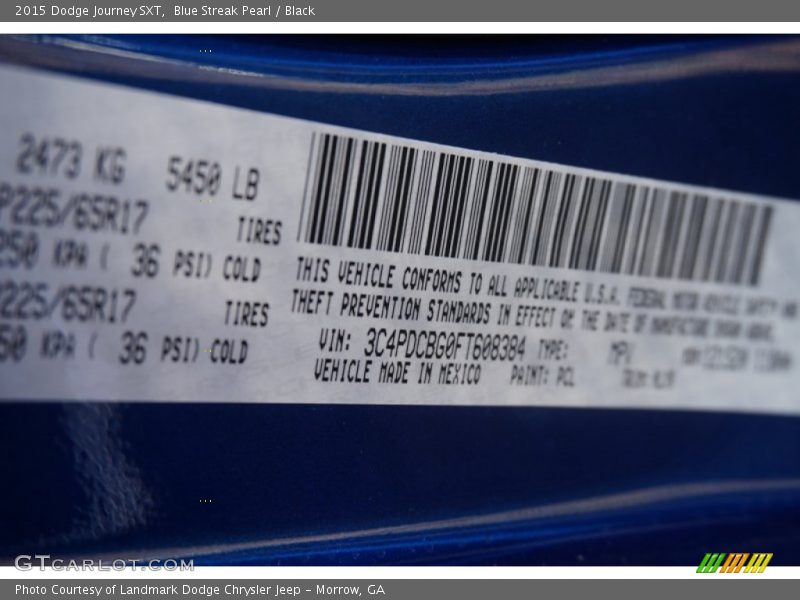 2015 Dodge Journey SXT, Blue Streak Pearl / Black
2473 KG 5450 LB
P225/65R17 TIRES
250 KPA ( 36 PSI) COLD
P225/65R17 TIRES
250 KPA ( 36 PSI) COLD
THIS VEHICLE CONFORMS TO ALL APPLICABLE U.S.A. FEDERAL MOTOR VEHICLE SAFETY AND
THEFT PREVENTION STANDARDS IN EFFECT ON THE DATE OF MANUFACTURE SHOWN ABOVE.
VIN: 3C4PDCBG0FT608384 TYPE: MPV
VEHICLE MADE IN MEXICO PAINT: PCL
GTCARLOT.COM
Photo Courtesy of Landmark Dodge Chrysler Jeep – Morrow, GA